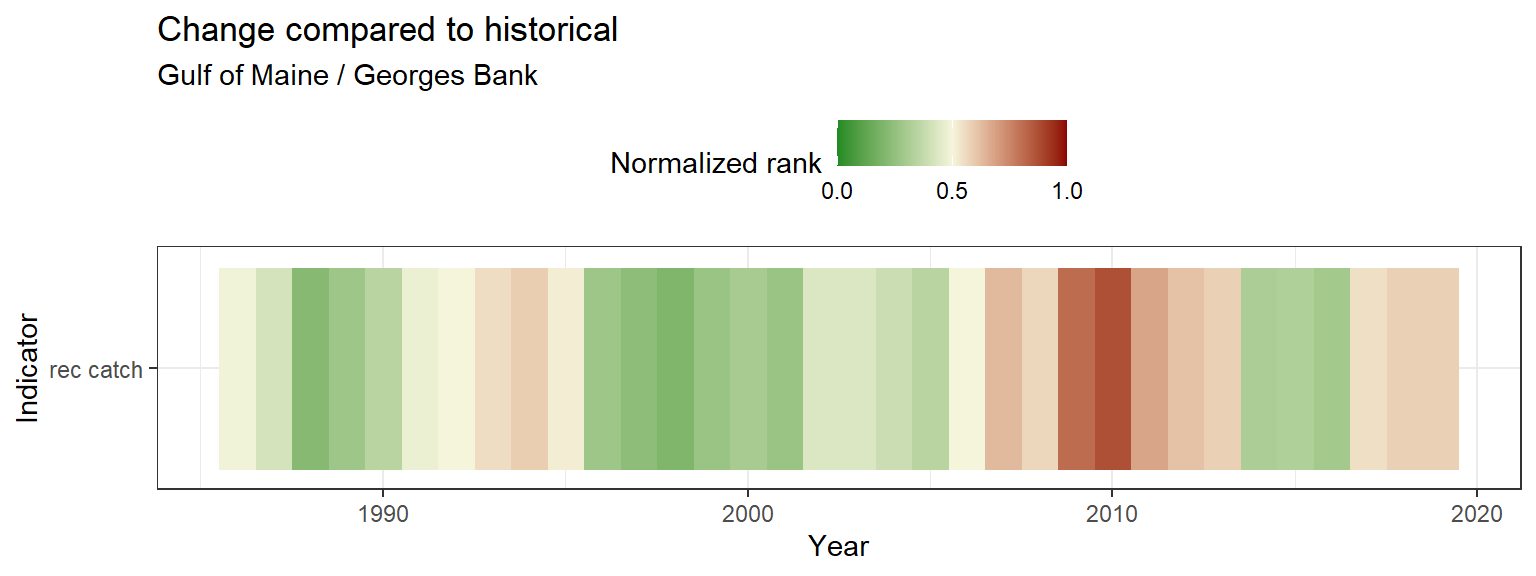 Change compared to historical
Gulf of Maine / Georges Bank
Normalized rank
0.0 0.5 1.0
Indicator
rec catch
1990 2000 2010 2020
Year